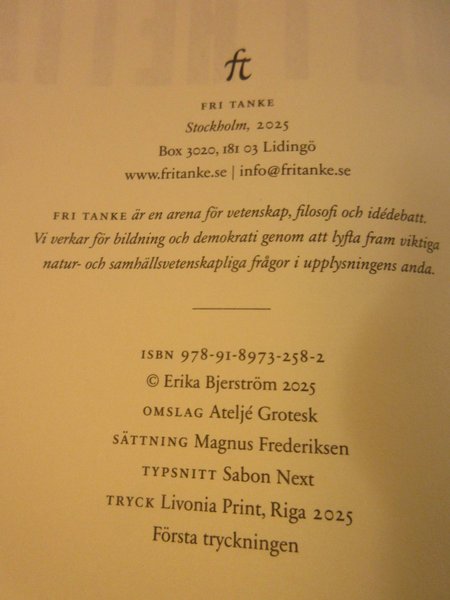 ft
FRI TANKE
Stockholm, 2025
Box 3020, 181 03 Lidingö
www.fritanke.se | info@fritanke.se
FRI TANKE är en arena för vetenskap, filosofi och idédebatt.
Vi verkar för bildning och demokrati genom att lyfta fram viktiga
natur- och samhällsvetenskapliga frågor i upplysningens anda.
ISBN 978-91-8973-258-2
© Erika Bjerström 2025
OMSLAG Ateljé Grotesk
SÄTTNING Magnus Frederiksen
TYPSNITT Sabon Next
TRYCK Livonia Print, Riga 2025
Första tryckningen